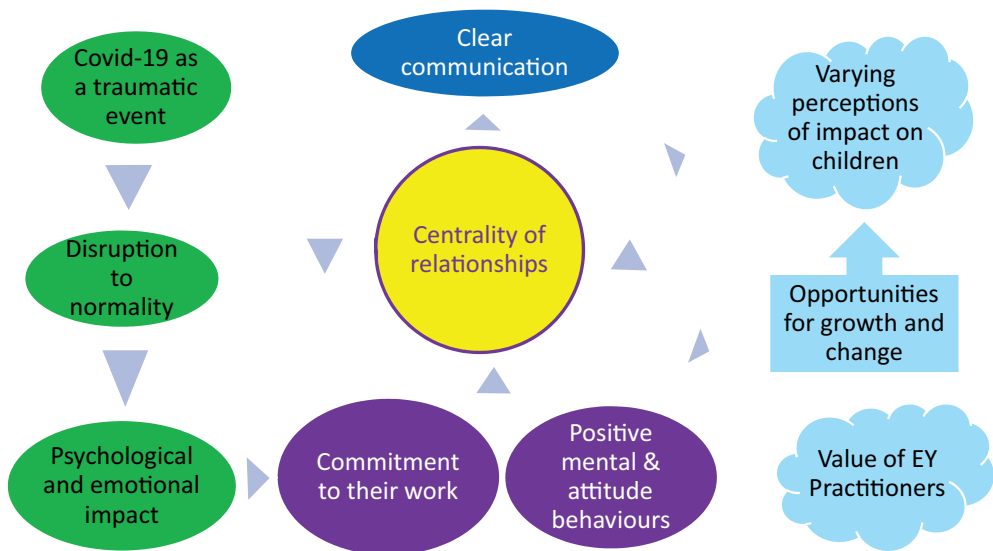 Covid-19 as
a traumatic
event
Disruption
to
normality
Psychological
and emotional
impact
Clear
communication
Centrality of
relationships
Commitment
to their work
Positive
mental &
attitude
behaviours
Varying
perceptions
of impact on
children
Opportunities
for growth and
change
Value of EY
Practitioners